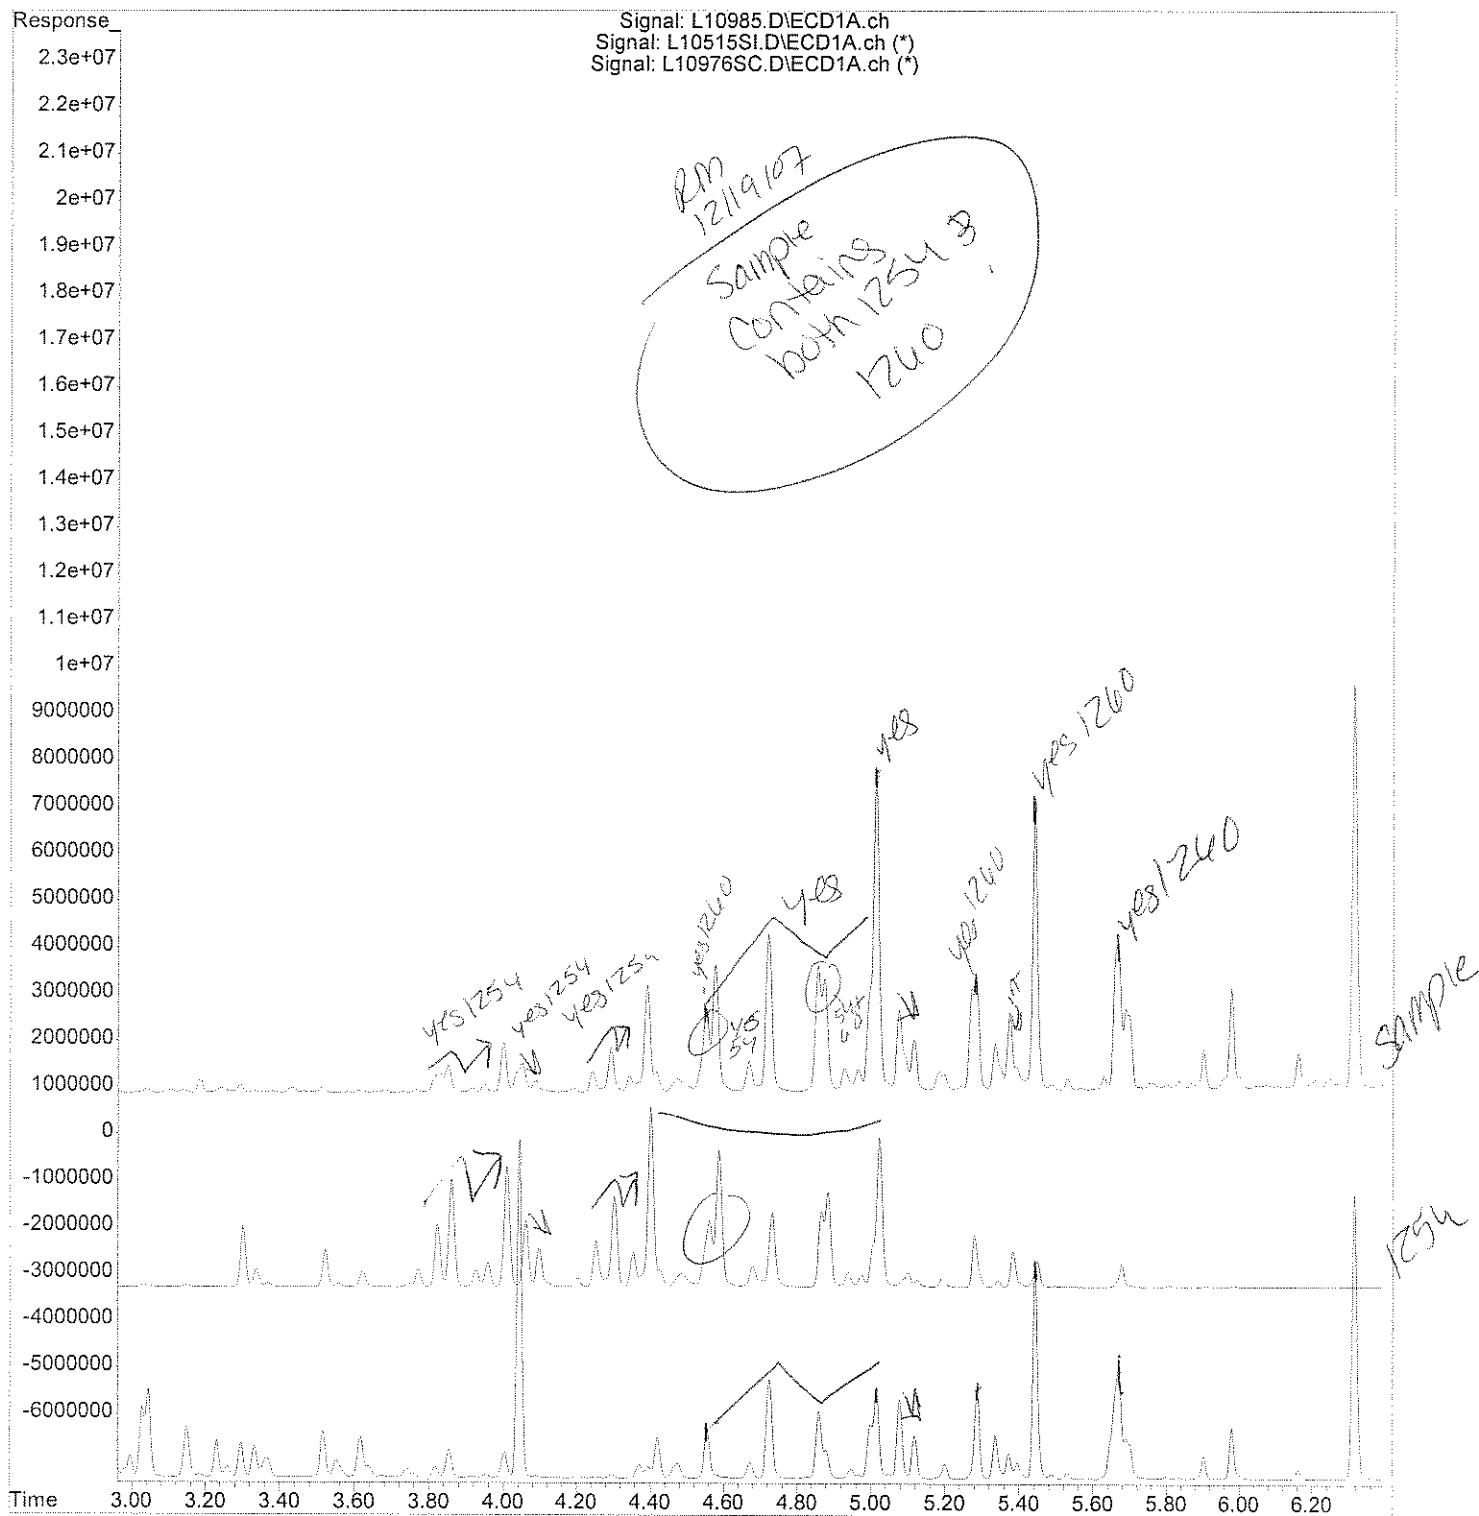 Response_
Signal: L10985.D\ECD1A.ch
Signal: L10515SI.D\ECD1A.ch (*)
Signal: L10976SC.D\ECD1A.ch (*)
2.3e+07
2.2e+07
2.1e+07
2e+07
1.9e+07
1.8e+07
1.7e+07
1.6e+07
1.5e+07
1.4e+07
1.3e+07
1.2e+07
1.1e+07
1e+07
9000000
8000000
7000000
6000000
5000000
4000000
3000000
2000000
1000000
0
-1000000
-2000000
-3000000
-4000000
-5000000
-6000000
RM
12/19/07
Sample
contains
both 1254 &
1260
yes
yes 1260
yes 1260
yes 1260
yes
yes 1260
yes 1254
yes 1254
yes 1254
yes
54
sample
1254
Time
3.00 3.20 3.40 3.60 3.80 4.00 4.20 4.40 4.60 4.80 5.00 5.20 5.40 5.60 5.80 6.00 6.20